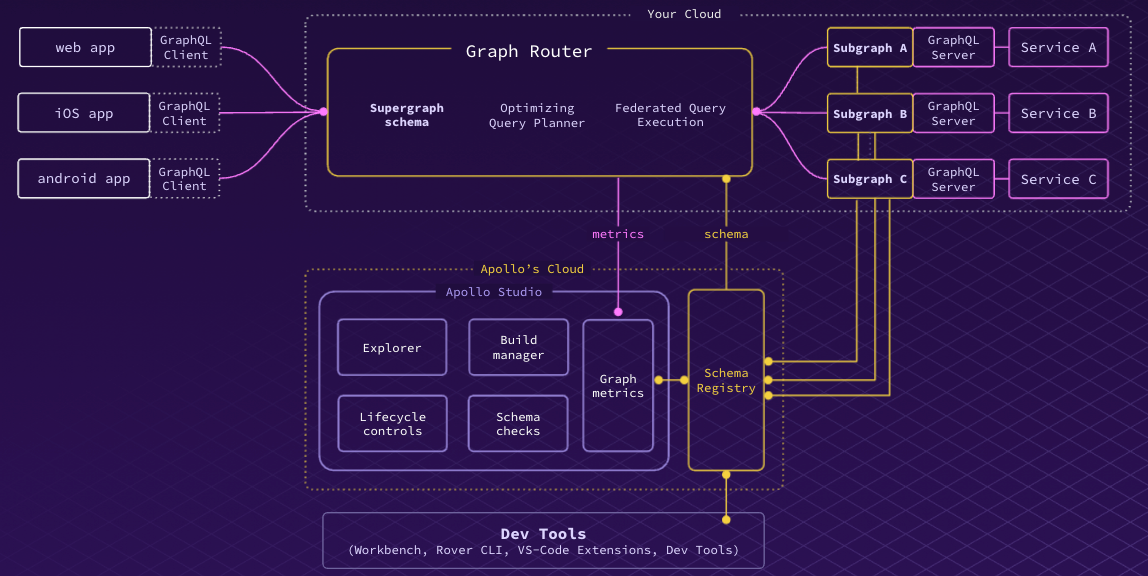 Your Cloud
web app
GraphQL
Client
iOS app
GraphQL
Client
android app
GraphQL
Client
Graph Router
Supergraph
schema
Optimizing
Query Planner
Federated Query
Execution
Subgraph A
GraphQL
Server
Service A
Subgraph B
GraphQL
Server
Service B
Subgraph C
GraphQL
Server
Service C
metrics
schema
Apollo’s Cloud
Apollo Studio
Explorer
Build
manager
Lifecycle
controls
Schema
checks
Graph
metrics
Schema
Registry
Dev Tools
(Workbench, Rover CLI, VS-Code Extensions, Dev Tools)